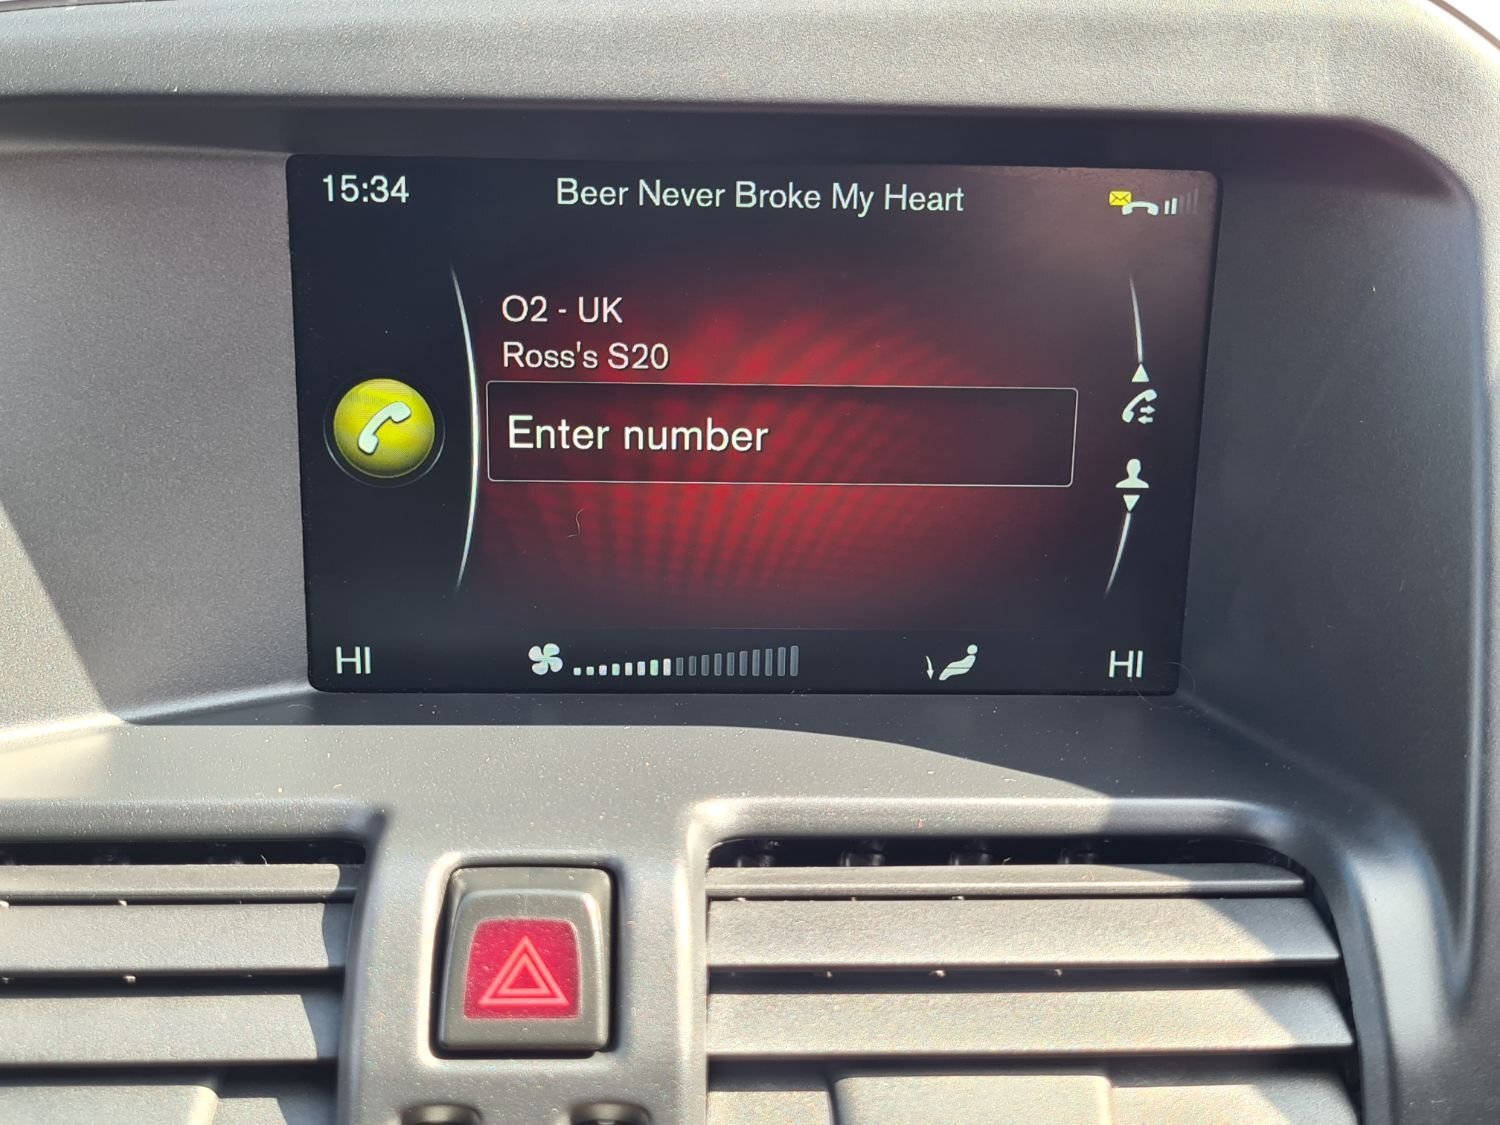 15:34
Beer Never Broke My Heart
O2 - UK
Ross's S20
Enter number
HI
HI